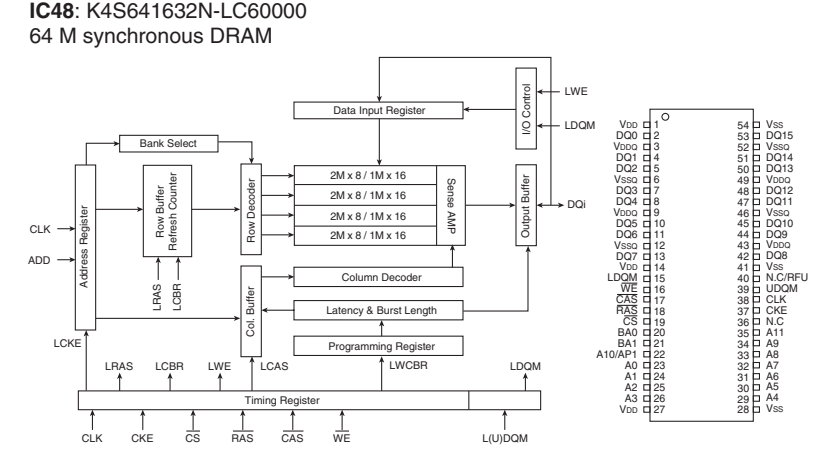 IC48: K4S641632N-LC60000
64 M synchronous DRAM
LWE
Data Input Register
I/O Control
LDQM
Bank Select
Address Register
Row Buffer
Refresh Counter
Row Decoder
2M x 8 / 1M x 16
2M x 8 / 1M x 16
2M x 8 / 1M x 16
2M x 8 / 1M x 16
Sense AMP
Output Buffer
DQi
CLK
ADD
LRAS
LCBR
Col. Buffer
Column Decoder
Latency & Burst Length
Programming Register
LCKE
LRAS
LCBR
LWE
LCAS
LWCBR
LDQM
Timing Register
CLK
CKE
CS
RAS
CAS
WE
L(U)DQM
VDD 1 54 VSS
DQ0 2 53 DQ15
VDDQ 3 52 VSSQ
DQ1 4 51 DQ14
DQ2 5 50 DQ13
VSSQ 6 49 VDDQ
DQ3 7 48 DQ12
DQ4 8 47 DQ11
VDDQ 9 46 VSSQ
DQ5 10 45 DQ10
DQ6 11 44 DQ9
VSSQ 12 43 VDDQ
DQ7 13 42 DQ8
VDD 14 41 VSS
LDQM 15 40 N.C/RFU
WE 16 39 UDQM
CAS 17 38 CLK
RAS 18 37 CKE
CS 19 36 N.C
BA0 20 35 A11
BA1 21 34 A9
A10/AP1 22 33 A8
A0 23 32 A7
A1 24 31 A6
A2 25 30 A5
A3 26 29 A4
VDD 27 28 VSS